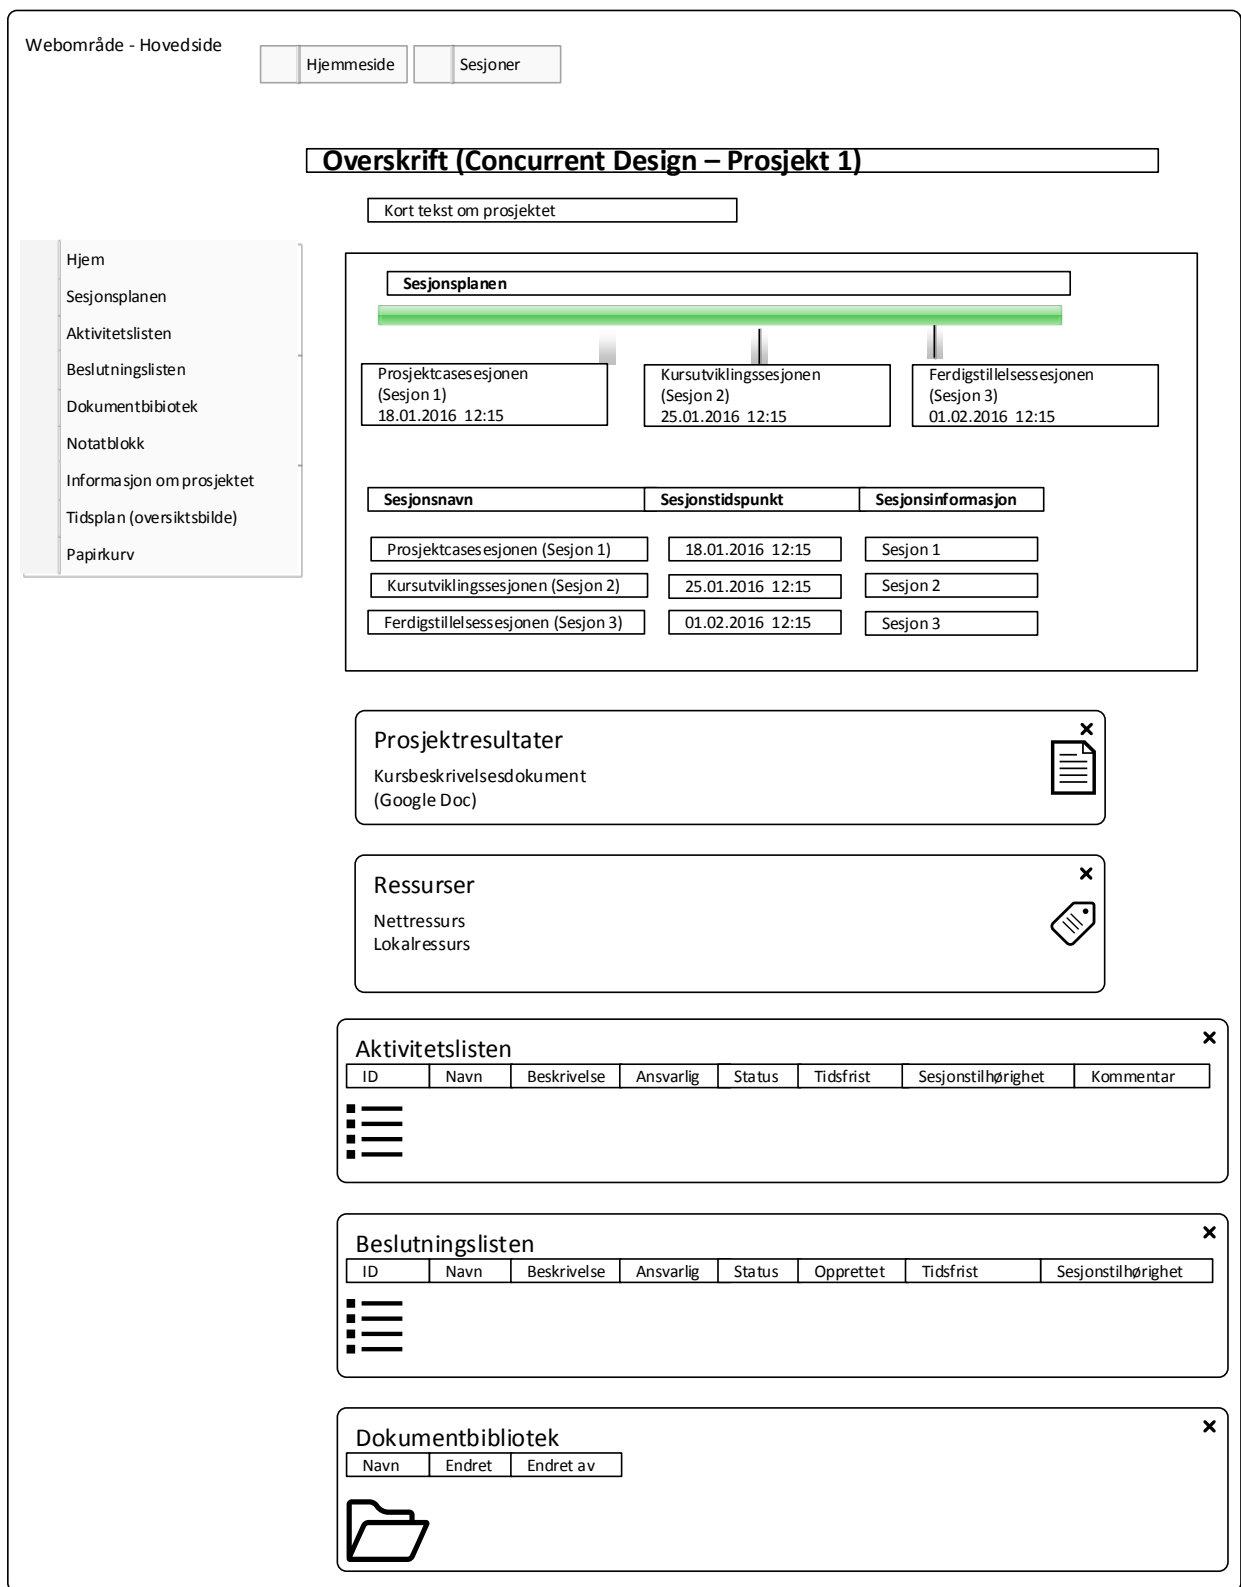 Webområde - Hovedside
Hjemmeside
Sesjoner
Overskrift (Concurrent Design – Prosjekt 1)
Kort tekst om prosjektet
Hjem
Sesjonsplanen
Aktivitetslisten
Beslutningslisten
Dokumentbibiotek
Notatblokk
Informasjon om prosjektet
Tidsplan (oversiktsbilde)
Papirkurv
Sesjonsplanen
Prosjektcasesesjonen
(Sesjon 1)
18.01.2016 12:15
Kursutviklingssesjonen
(Sesjon 2)
25.01.2016 12:15
Ferdigstillelsessesjonen
(Sesjon 3)
01.02.2016 12:15
Sesjonsnavn Sesjonstidspunkt Sesjonsinformasjon
Prosjektcasesesjonen (Sesjon 1) 18.01.2016 12:15 Sesjon 1
Kursutviklingssesjonen (Sesjon 2) 25.01.2016 12:15 Sesjon 2
Ferdigstillelsessesjonen (Sesjon 3) 01.02.2016 12:15 Sesjon 3
Prosjektresultater
Kursbeskrivelsesdokument
(Google Doc)
Ressurser
Nettressurs
Lokalressurs
Aktivitetslisten
ID Navn Beskrivelse Ansvarlig Status Tidsfrist Sesjonstilhørighet Kommentar
Beslutningslisten
ID Navn Beskrivelse Ansvarlig Status Opprettet Tidsfrist Sesjonstilhørighet
Dokumentbibliotek
Navn Endret Endret av